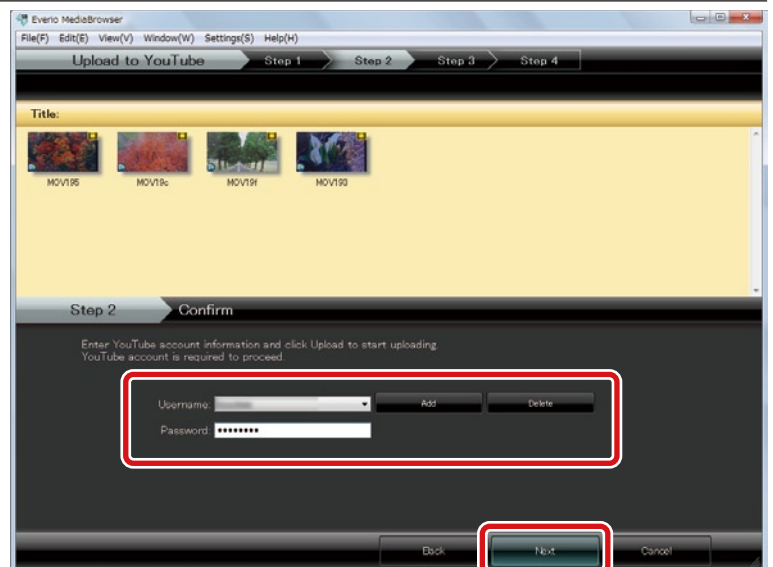 Everio MediaBrowser
File(F) Edit(E) View(V) Window(W) Settings(S) Help(H)
Upload to YouTube Step 1 Step 2 Step 3 Step 4
Title:
MOV195 MOV19c MOV19f MOV193
Step 2 Confirm
Enter YouTube account information and click Upload to start uploading
YouTube account is required to proceed.
Username: Add Delete
Password: ••••••••
Back Next Cancel